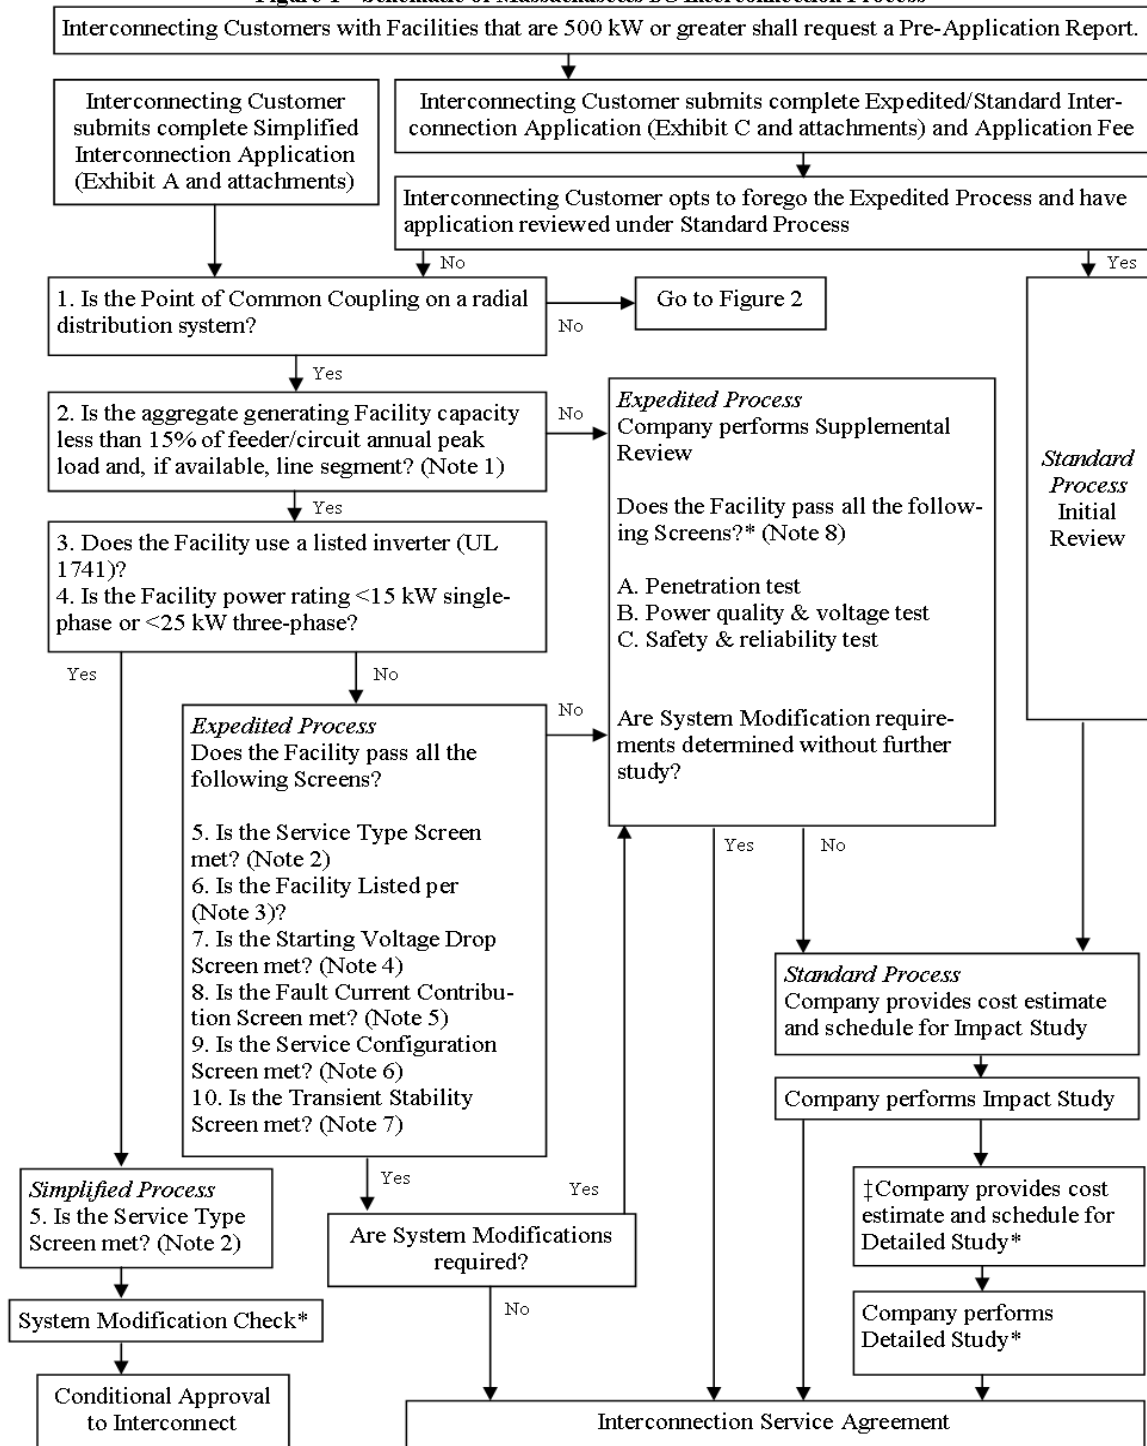 Figure 1 – Schematic of Massachusetts DG Interconnection Process
Interconnecting Customers with Facilities that are 500 kW or greater shall request a Pre-Application Report.
Interconnecting Customer
submits complete Simplified
Interconnection Application
(Exhibit A and attachments)
Interconnecting Customer submits complete Expedited/Standard Inter-
connection Application (Exhibit C and attachments) and Application Fee
Interconnecting Customer opts to forego the Expedited Process and have
application reviewed under Standard Process
No
Yes
1. Is the Point of Common Coupling on a radial
distribution system?
No
Go to Figure 2
Yes
2. Is the aggregate generating Facility capacity
less than 15% of feeder/circuit annual peak
load and, if available, line segment? (Note 1)
No
Yes
3. Does the Facility use a listed inverter (UL
1741)?
4. Is the Facility power rating <15 kW single-
phase or <25 kW three-phase?
Yes
No
Expedited Process
Company performs Supplemental
Review
Does the Facility pass all the follow-
ing Screens?* (Note 8)
A. Penetration test
B. Power quality & voltage test
C. Safety & reliability test
Are System Modification require-
ments determined without further
study?
Yes
No
Standard
Process
Initial
Review
Expedited Process
Does the Facility pass all the
following Screens?
5. Is the Service Type Screen
met? (Note 2)
6. Is the Facility Listed per
(Note 3)?
7. Is the Starting Voltage Drop
Screen met? (Note 4)
8. Is the Fault Current Contribu-
tion Screen met? (Note 5)
9. Is the Service Configuration
Screen met? (Note 6)
10. Is the Transient Stability
Screen met? (Note 7)
No
Yes
Yes
Are System Modifications
required?
No
Simplified Process
5. Is the Service Type
Screen met? (Note 2)
System Modification Check*
Conditional Approval
to Interconnect
Standard Process
Company provides cost estimate
and schedule for Impact Study
Company performs Impact Study
‡Company provides cost
estimate and schedule for
Detailed Study*
Company performs
Detailed Study*
Interconnection Service Agreement